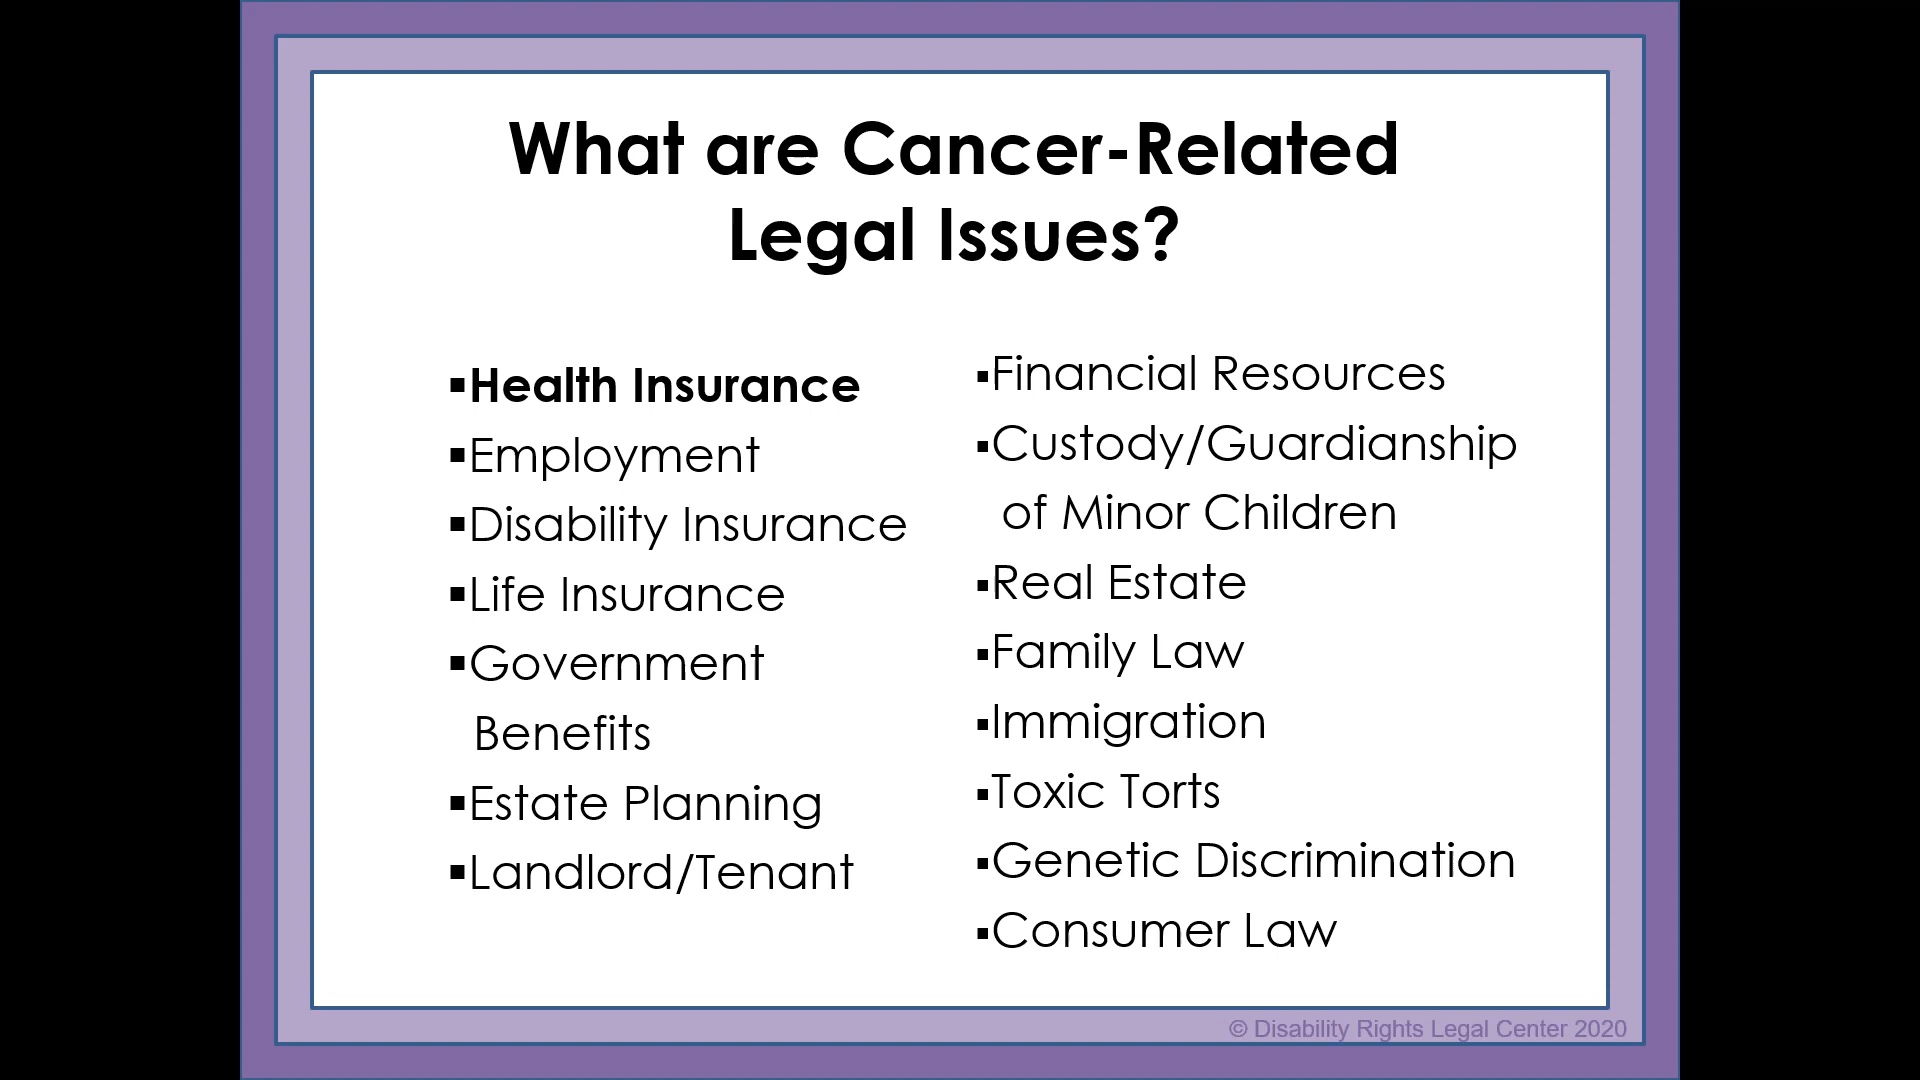 What are Cancer-Related
Legal Issues?
▪Health Insurance
▪Employment
▪Disability Insurance
▪Life Insurance
▪Government
Benefits
▪Estate Planning
▪Landlord/Tenant
▪Financial Resources
▪Custody/Guardianship
of Minor Children
▪Real Estate
▪Family Law
▪Immigration
▪Toxic Torts
▪Genetic Discrimination
▪Consumer Law
© Disability Rights Legal Center 2020